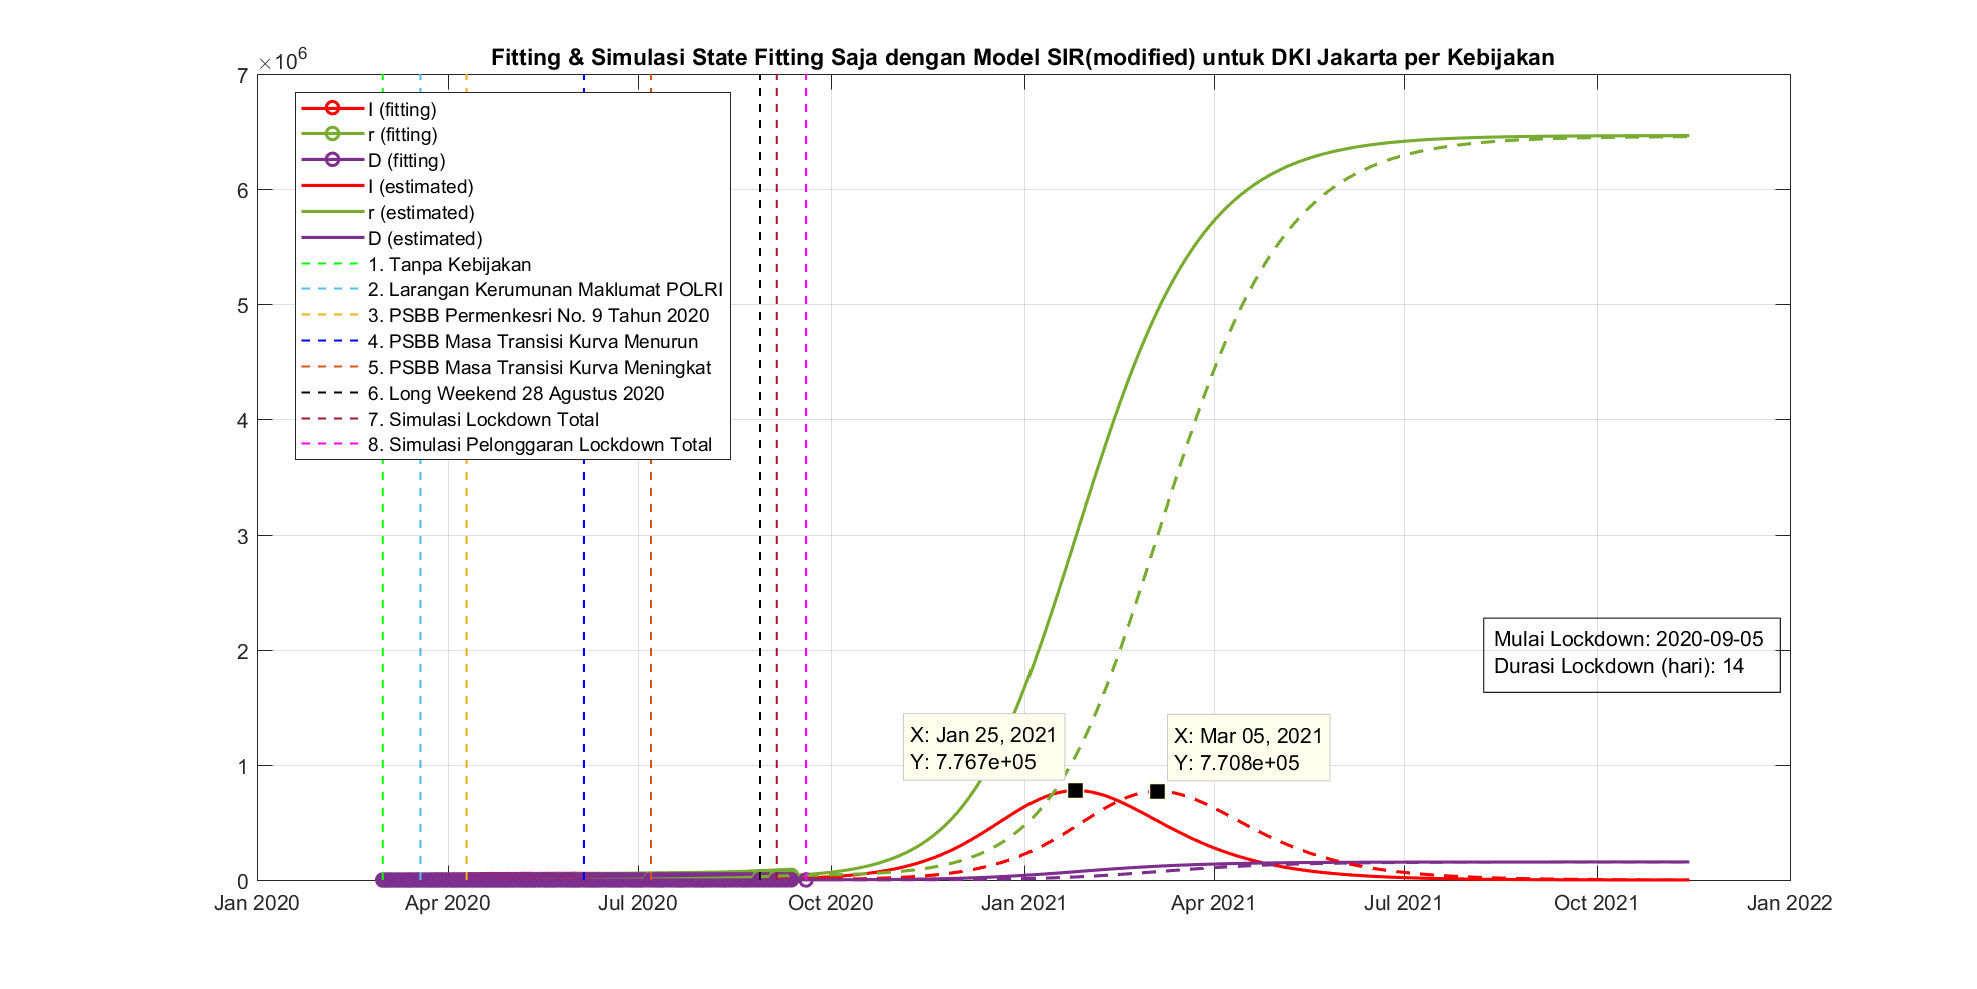 Fitting & Simulasi State Fitting Saja dengan Model SIR(modified) untuk DKI Jakarta per Kebijakan
×10^6
7
6
5
4
3
2
1
0
I (fitting)
r (fitting)
D (fitting)
I (estimated)
r (estimated)
D (estimated)
1. Tanpa Kebijakan
2. Larangan Kerumunan Maklumat POLRI
3. PSBB Permenkesri No. 9 Tahun 2020
4. PSBB Masa Transisi Kurva Menurun
5. PSBB Masa Transisi Kurva Meningkat
6. Long Weekend 28 Agustus 2020
7. Simulasi Lockdown Total
8. Simulasi Pelonggaran Lockdown Total
Mulai Lockdown: 2020-09-05
Durasi Lockdown (hari): 14
X: Jan 25, 2021
Y: 7.767e+05
X: Mar 05, 2021
Y: 7.708e+05
Jan 2020
Apr 2020
Jul 2020
Oct 2020
Jan 2021
Apr 2021
Jul 2021
Oct 2021
Jan 2022